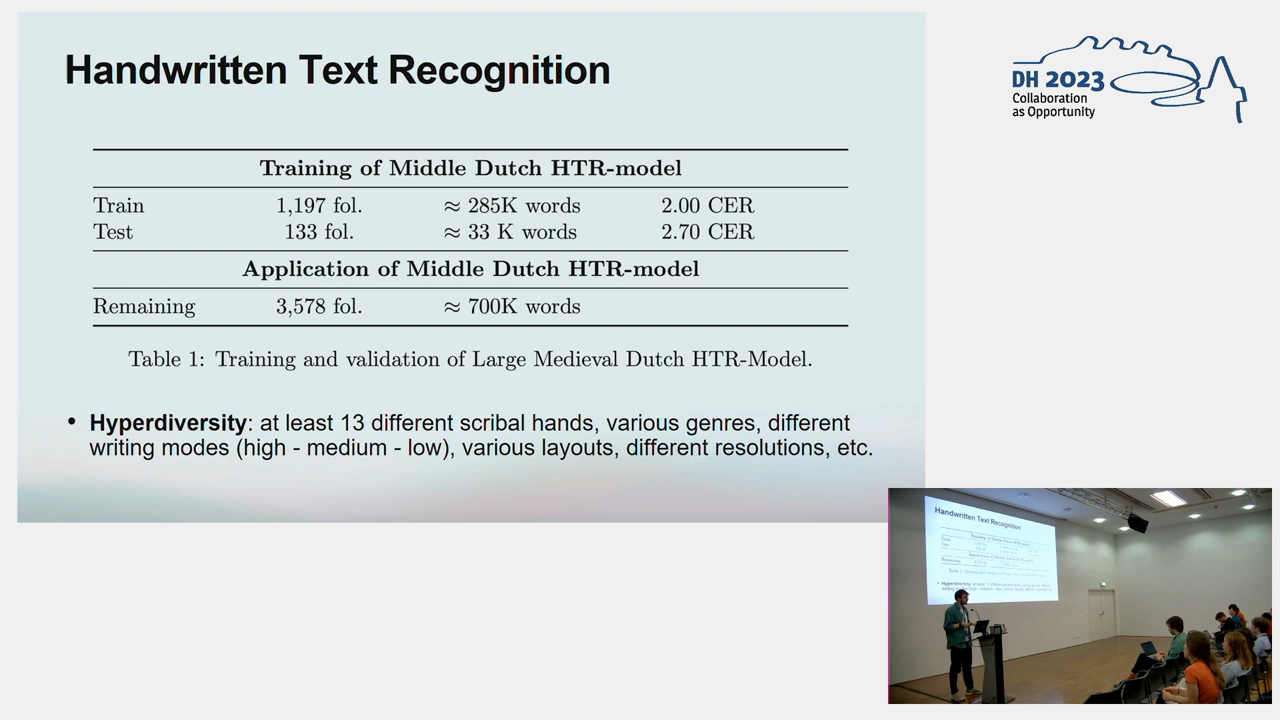 Handwritten Text Recognition
Training of Middle Dutch HTR-model
Train 1,197 fol. ≈ 285K words 2.00 CER
Test 133 fol. ≈ 33 K words 2.70 CER
Application of Middle Dutch HTR-model
Remaining 3,578 fol. ≈ 700K words
Table 1: Training and validation of Large Medieval Dutch HTR-Model.
• Hyperdiversity: at least 13 different scribal hands, various genres, different
writing modes (high - medium - low), various layouts, different resolutions, etc.
DH 2023
Collaboration
as Opportunity
Handwritten Text Recognition